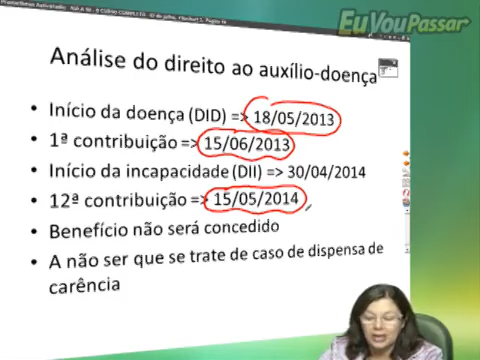 EuVouPassar
Análise do direito ao auxílio-doença
• Início da doença (DID) => 18/05/2013
• 1ª contribuição => 15/06/2013
• Início da incapacidade (DII) => 30/04/2014
• 12ª contribuição => 15/05/2014
• Benefício não será concedido
• A não ser que se trate de caso de dispensa de
carência